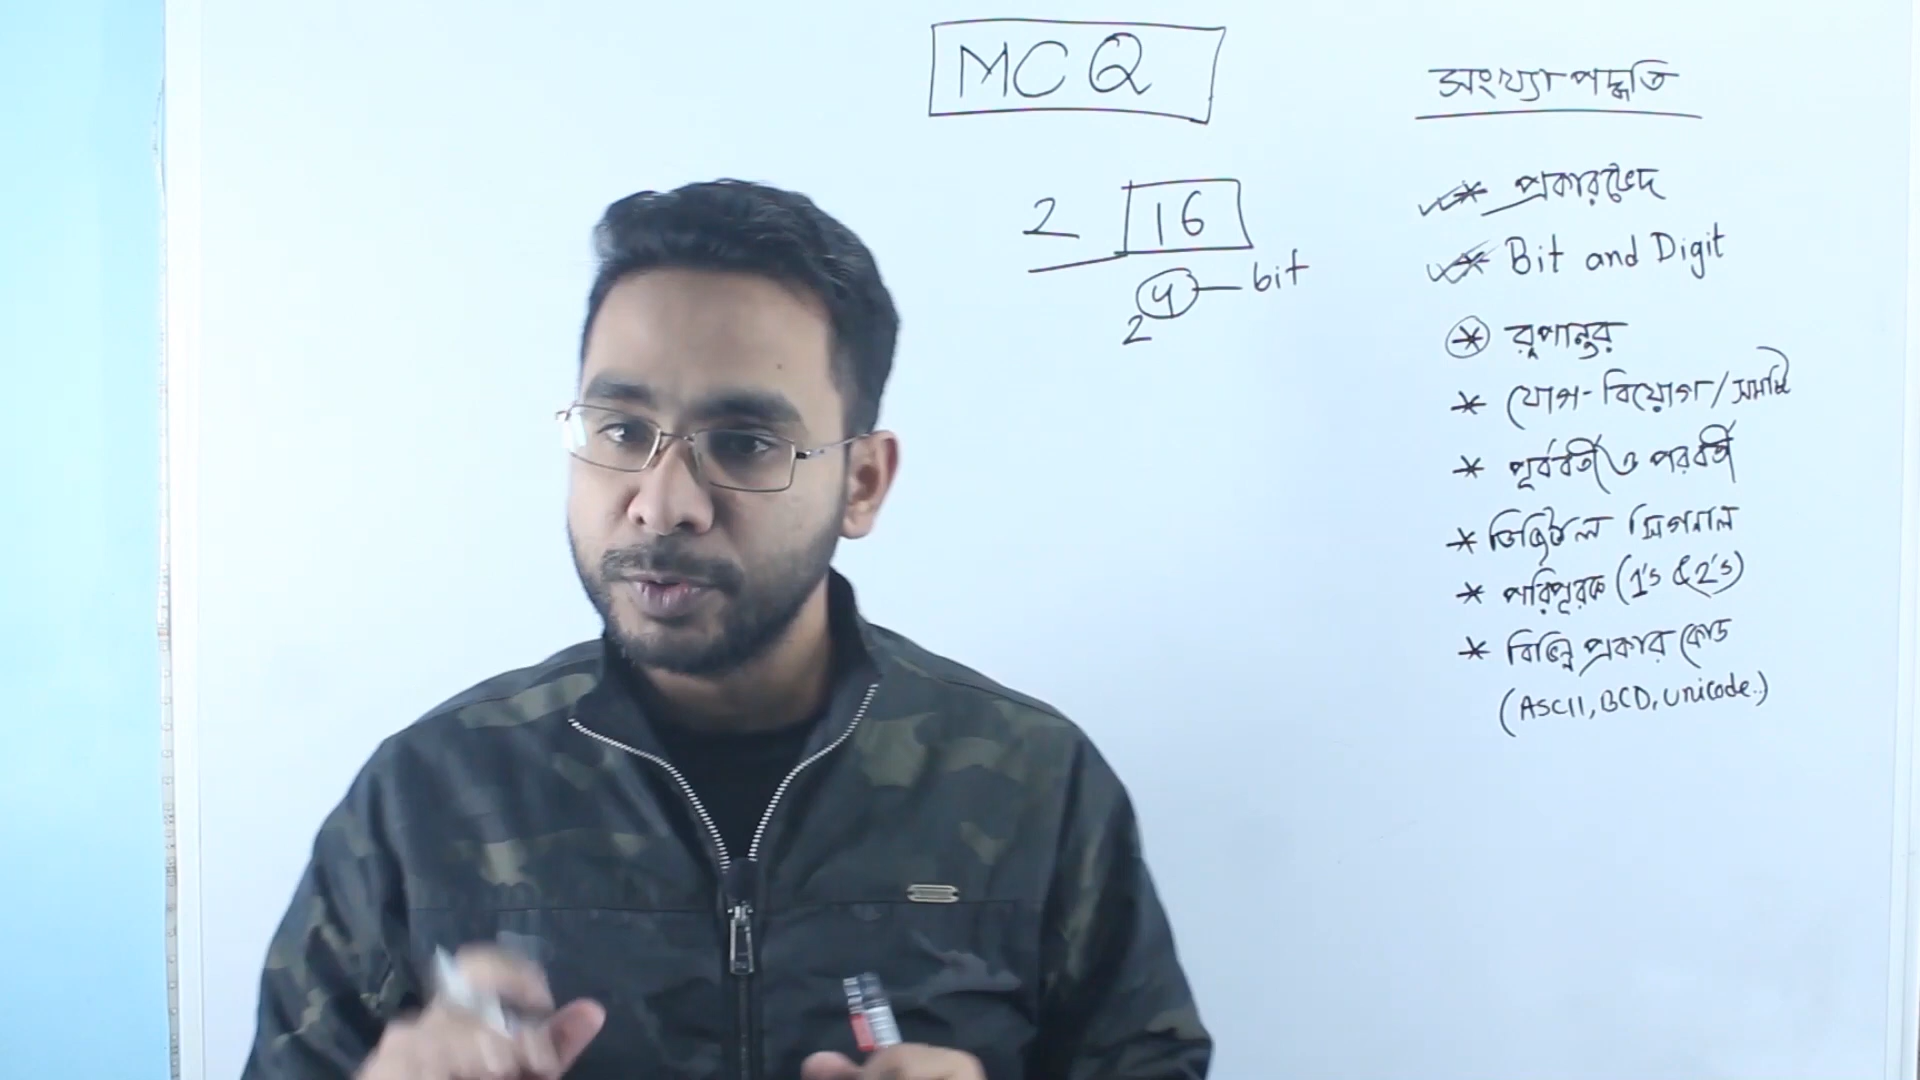 MCQ
2 16
2 4 — bit
সংখ্যা পদ্ধতি
* প্রকারভেদ
* Bit and Digit
* রূপান্তর
* যোগ-বিয়োগ/সমষ্টি
* পূর্ববর্তী ও পরবর্তী
* ডিজিটাল সিগনাল
* পরিপূরক (1's & 2's)
* বিভিন্ন প্রকার কোড
(ASCII, BCD, Unicode..)